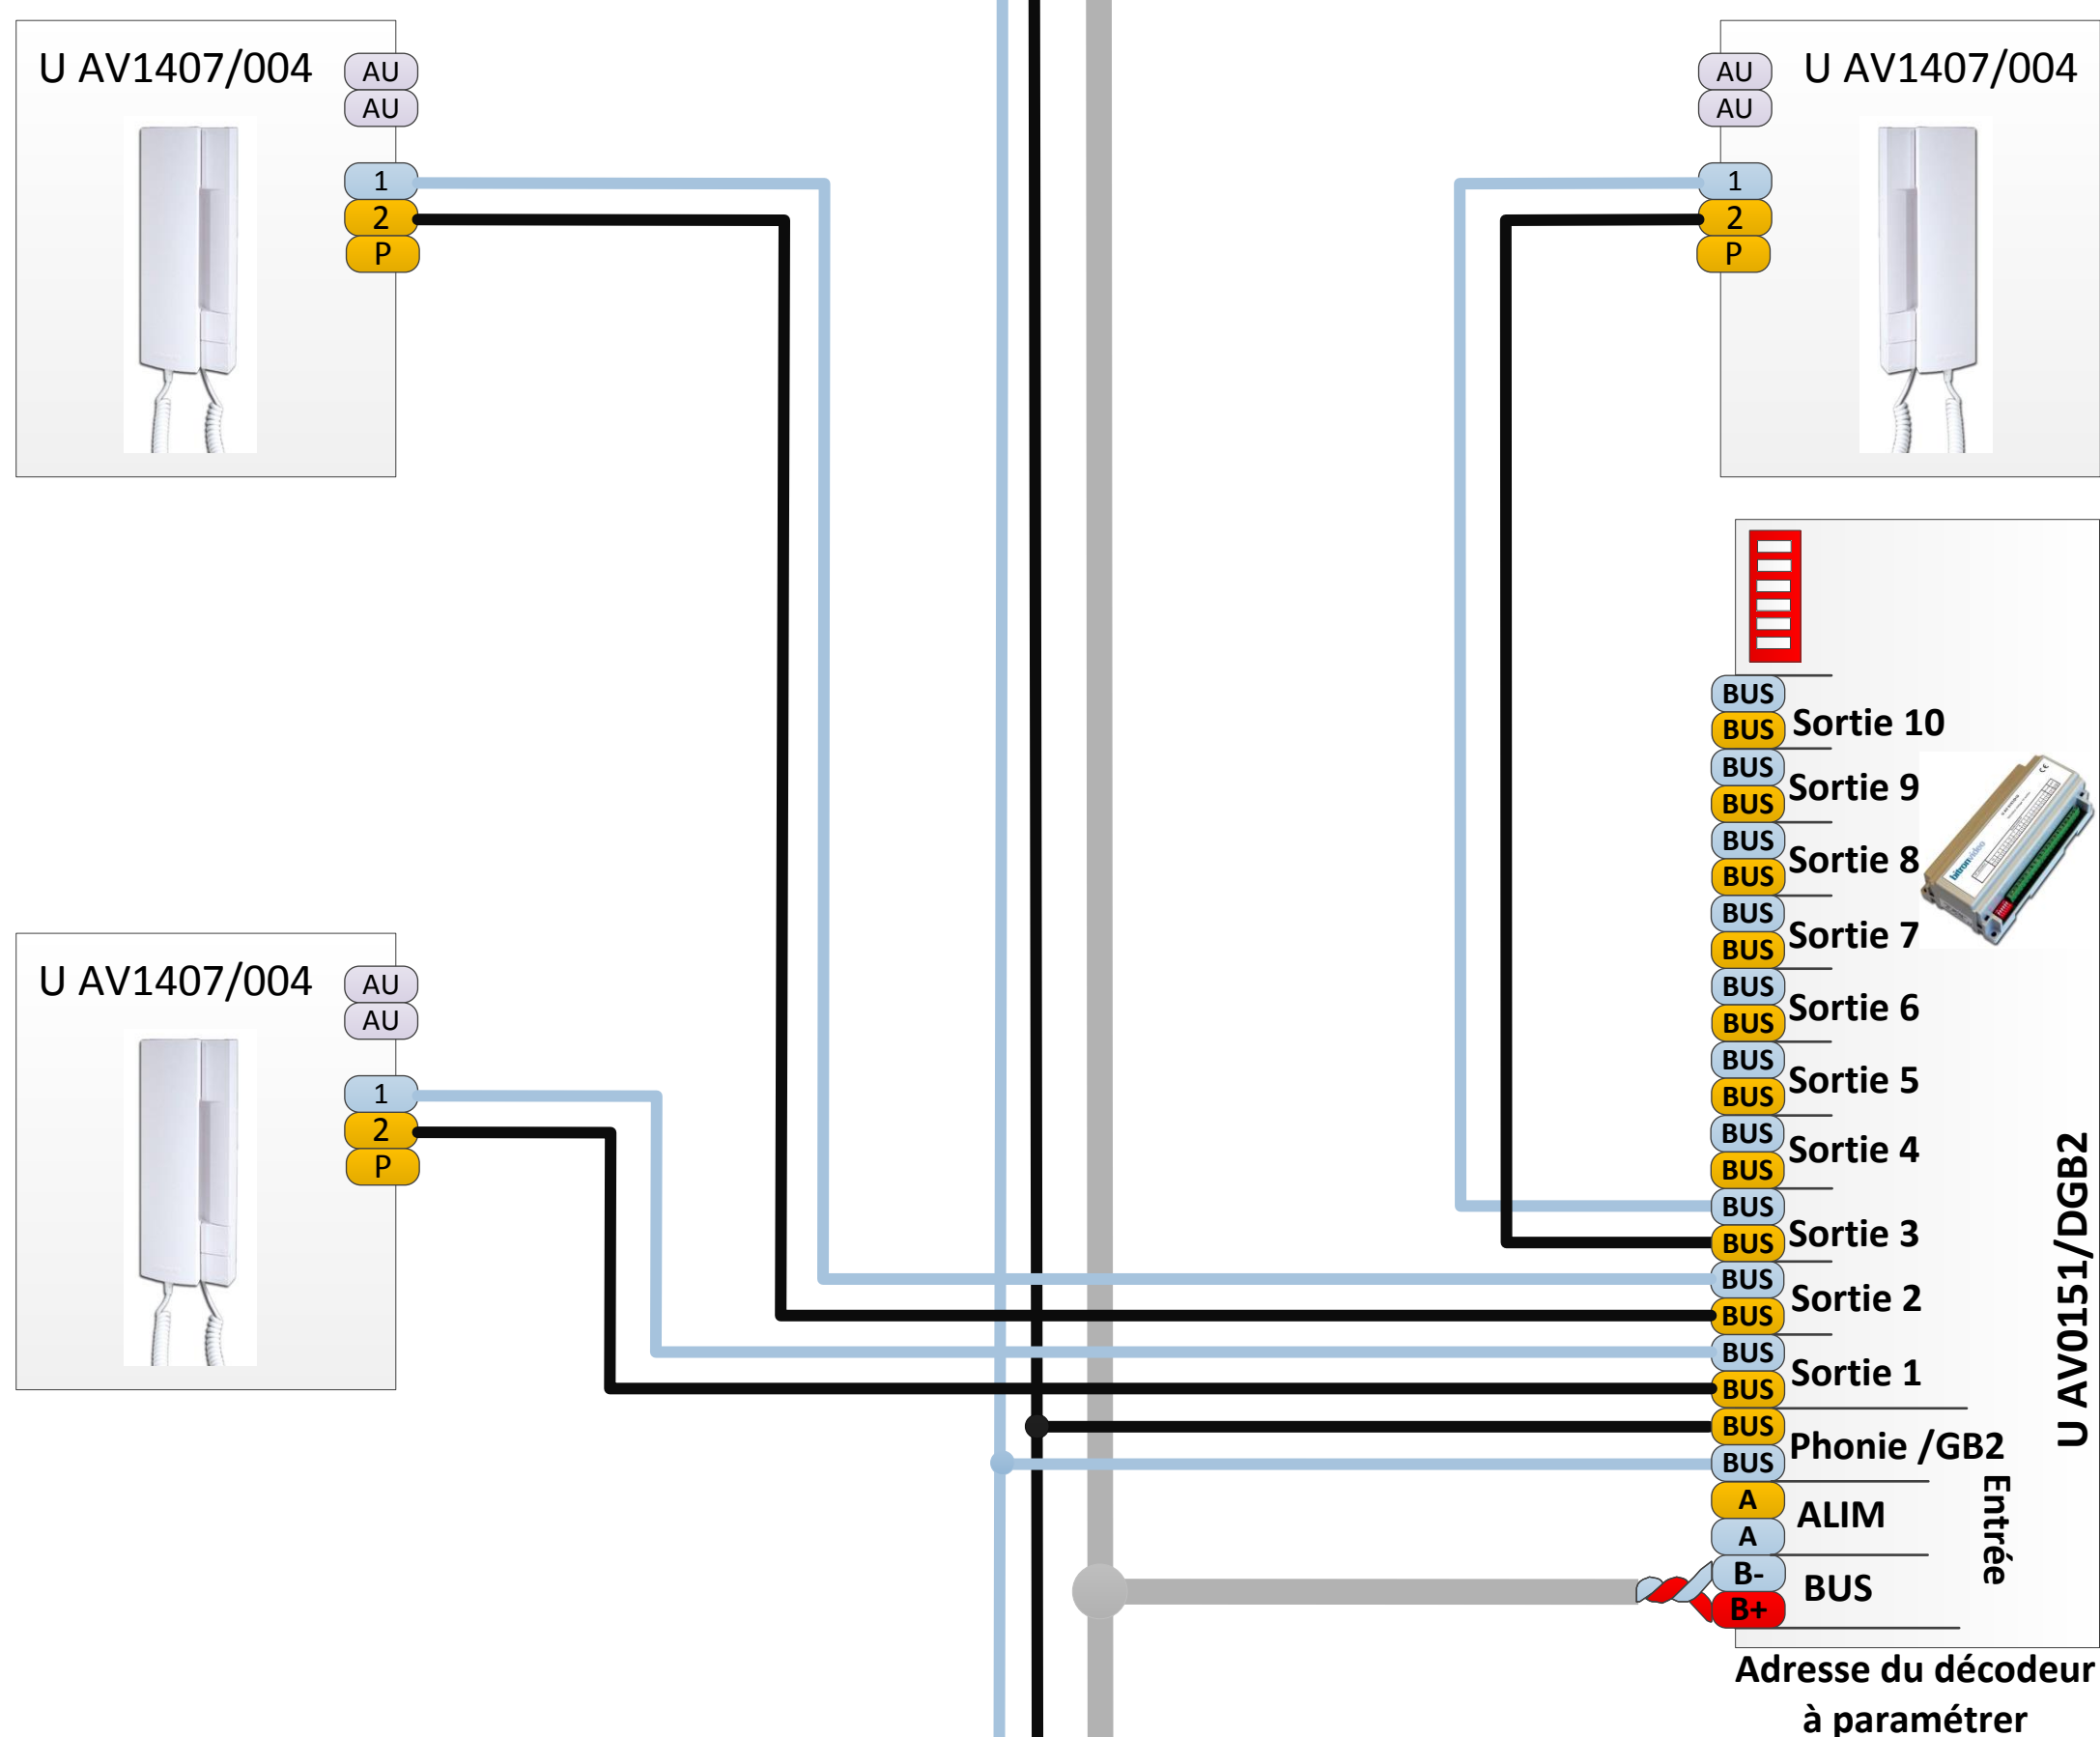 U AV1407/004
AU
AU
1
2
P
U AV1407/004
AU
AU
1
2
P
U AV1407/004
AU
AU
1
2
P
BUS
BUS
Sortie 10
BUS
BUS
Sortie 9
BUS
BUS
Sortie 8
BUS
BUS
Sortie 7
BUS
BUS
Sortie 6
BUS
BUS
Sortie 5
BUS
BUS
Sortie 4
BUS
BUS
Sortie 3
BUS
BUS
Sortie 2
BUS
BUS
Sortie 1
BUS
BUS
Phonie /GB2
A
A
ALIM
B-
B+
BUS
Entrée
U AV0151/DGB2
bitronvideo
CE
Adresse du décodeur
à paramétrer